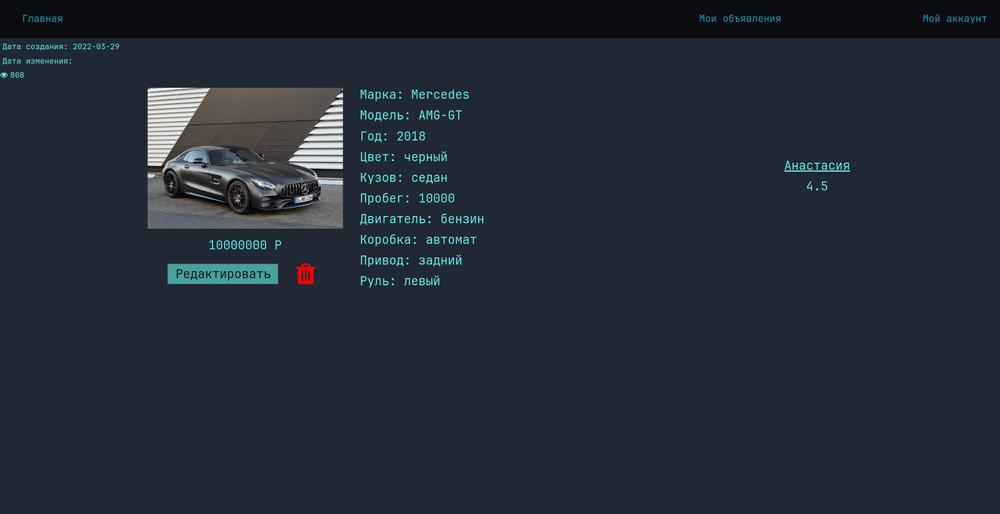 Главная
Мои объявления
Мой аккаунт
Дата создания: 2022-03-29
Дата изменения:
808
Марка: Mercedes
Модель: AMG-GT
Год: 2018
Цвет: черный
Кузов: седан
Пробег: 10000
Двигатель: бензин
Коробка: автомат
Привод: задний
Руль: левый
10000000 Р
Редактировать
Анастасия
4.5